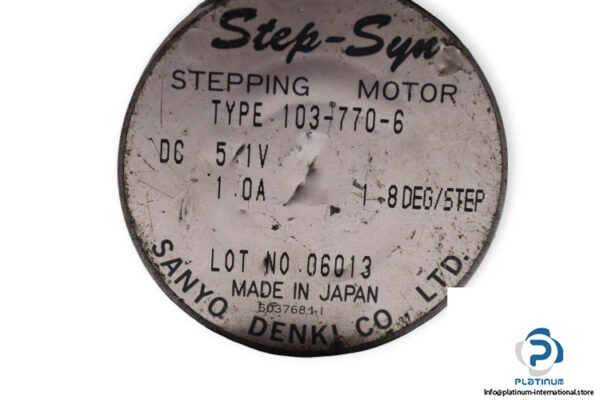 Step-Syn
STEPPING MOTOR
TYPE 103-770-6
DC 5.1V
1.0A 1.8DEG/STEP
LOT NO 06013
MADE IN JAPAN
5037681-1
SANYO DENKI CO., LTD.
PLATINUM
Info@platinum-international.store